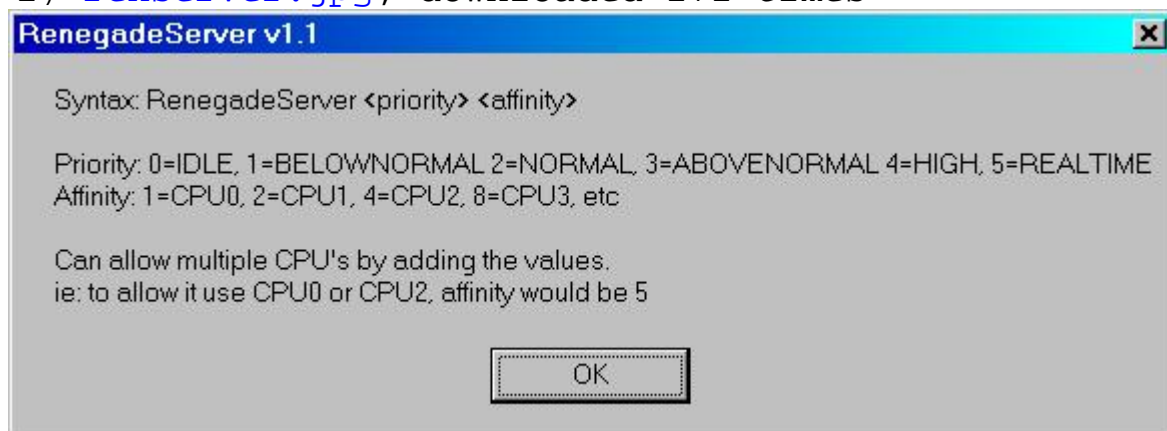 RenegadeServer v1.1
Syntax: RenegadeServer <priority> <affinity>
Priority: 0=IDLE, 1=BELOWNORMAL 2=NORMAL, 3=ABOVENORMAL 4=HIGH, 5=REALTIME
Affinity: 1=CPU0, 2=CPU1, 4=CPU2, 8=CPU3, etc
Can allow multiple CPU's by adding the values.
ie: to allow it use CPU0 or CPU2, affinity would be 5
OK